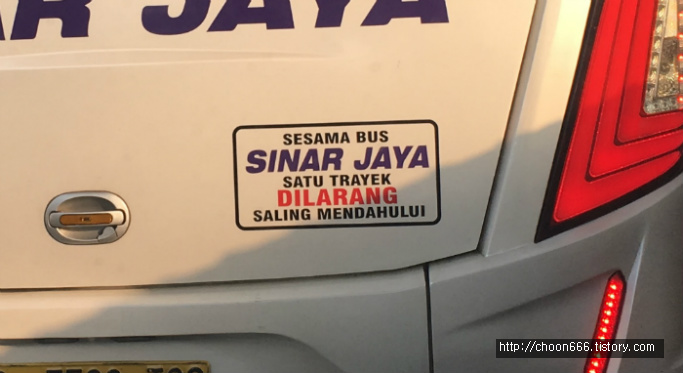 AR JAYA
SESAMA BUS
SINAR JAYA
SATU TRAYEK
DILARANG
SALING MENDAHULUI
http://choon666.tistory.com